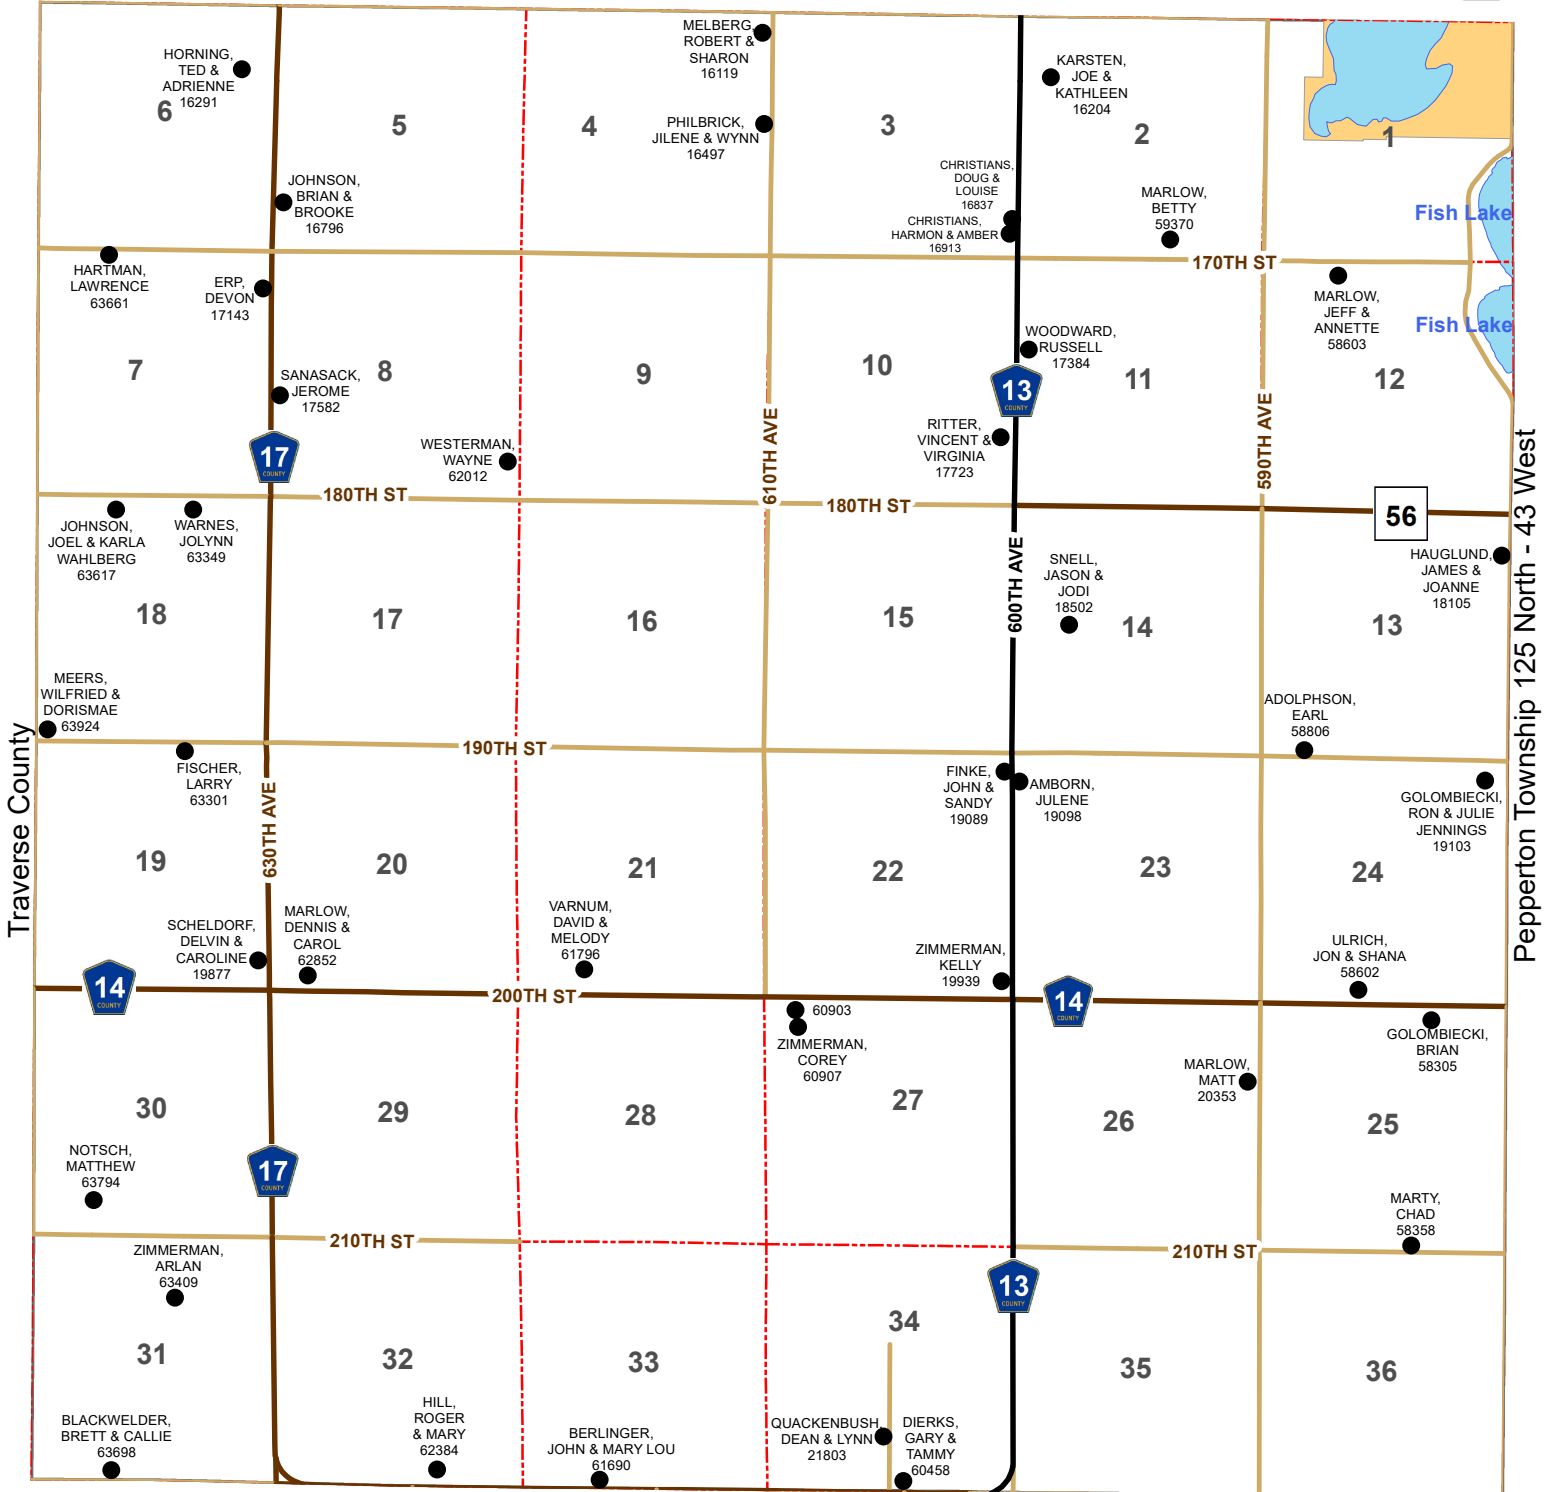 HORNING,
TED &
ADRIENNE
16291
6
5
4
MELBERG,
ROBERT &
SHARON
16119
PHILBRICK,
JILENE & WYNN
16497
3
KARSTEN,
JOE &
KATHLEEN
16204
2
1
JOHNSON,
BRIAN &
BROOKE
16796
CHRISTIANS,
DOUG &
LOUISE
16837
CHRISTIANS,
HARMON & AMBER
16913
MARLOW,
BETTY
59370
Fish Lake
170TH ST
HARTMAN,
LAWRENCE
63661
ERP,
DEVON
17143
MARLOW,
JEFF &
ANNETTE
58603
Fish Lake
WOODWARD,
RUSSELL
17384
7
8
9
10
11
12
SANASACK,
JEROME
17582
13
COUNTY
17
COUNTY
WESTERMAN,
WAYNE
62012
610TH AVE
RITTER,
VINCENT &
VIRGINIA
17723
590TH AVE
180TH ST
180TH ST
56
JOHNSON,
JOEL & KARLA
WAHLBERG
63617
WARNES,
JOLYNN
63349
600TH AVE
SNELL,
JASON &
JODI
18502
HAUGLUND,
JAMES &
JOANNE
18105
18
17
16
15
14
13
Pepperton Township 125 North - 43 West
MEERS,
WILFRIED &
DORISMAE
63924
ADOLPHSON,
EARL
58806
Traverse County
190TH ST
FISCHER,
LARRY
63301
630TH AVE
FINKE,
JOHN &
SANDY
19089
AMBORN,
JULENE
19098
GOLOMBIECKI,
RON & JULIE
JENNINGS
19103
19
20
21
22
23
24
SCHELDORF,
DELVIN &
CAROLINE
19877
MARLOW,
DENNIS &
CAROL
62852
VARNUM,
DAVID &
MELODY
61796
ZIMMERMAN,
KELLY
19939
ULRICH,
JON & SHANA
58602
14
COUNTY
200TH ST
14
COUNTY
60903
ZIMMERMAN,
COREY
60907
GOLOMBIECKI,
BRIAN
58305
MARLOW,
MATT
20353
30
29
28
27
26
25
NOTSCH,
MATTHEW
63794
17
COUNTY
MARTY,
CHAD
58358
210TH ST
210TH ST
ZIMMERMAN,
ARLAN
63409
13
COUNTY
31
32
33
34
35
36
BLACKWELDER,
BRETT & CALLIE
63698
HILL,
ROGER
& MARY
62384
BERLINGER,
JOHN & MARY LOU
61690
QUACKENBUSH,
DEAN & LYNN
21803
DIERKS,
GARY &
TAMMY
60458